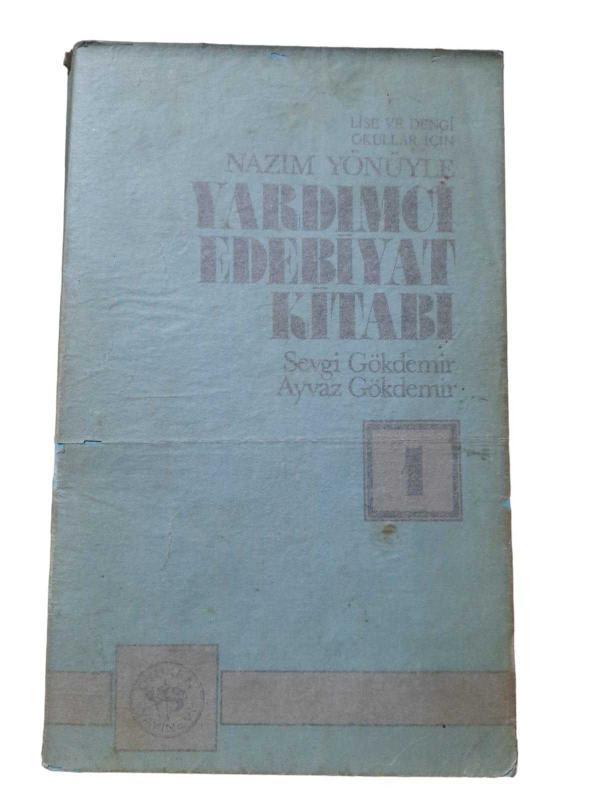 LİSE VE DENGİ
OKULLAR İÇİN
NAZIM YÖNÜYLE
YARDIMCI
EDEBİYAT
KİTABI
Sevgi Gökdemir
Ayvaz Gökdemir
1